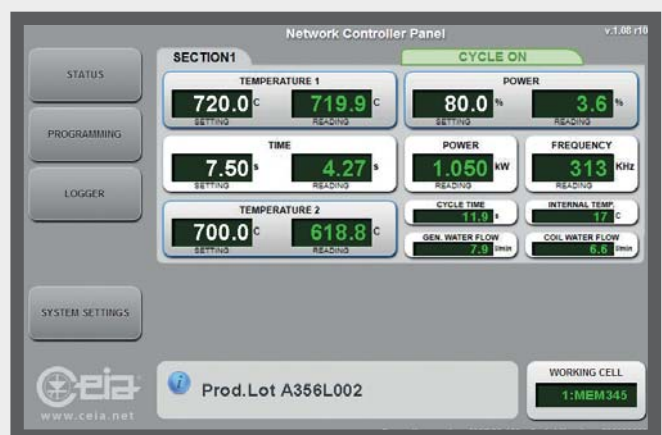 Network Controller Panel
v.1.08 r10
STATUS
PROGRAMMING
LOGGER
SYSTEM SETTINGS
SECTION1
CYCLE ON
TEMPERATURE 1
720.0 C
719.9 C
SETTING
READING
POWER
80.0 %
3.6 %
SETTING
READING
TIME
7.50 s
4.27 s
SETTING
READING
POWER
1.050 kW
READING
FREQUENCY
313 KHz
READING
TEMPERATURE 2
700.0 C
618.8 C
SETTING
READING
CYCLE TIME
11.9 s
INTERNAL TEMP.
17 C
GEN. WATER FLOW
7.9 l/min
COIL WATER FLOW
6.6 l/min
Ceia
www.ceia.net
i Prod.Lot A356L002
WORKING CELL
1:MEM345